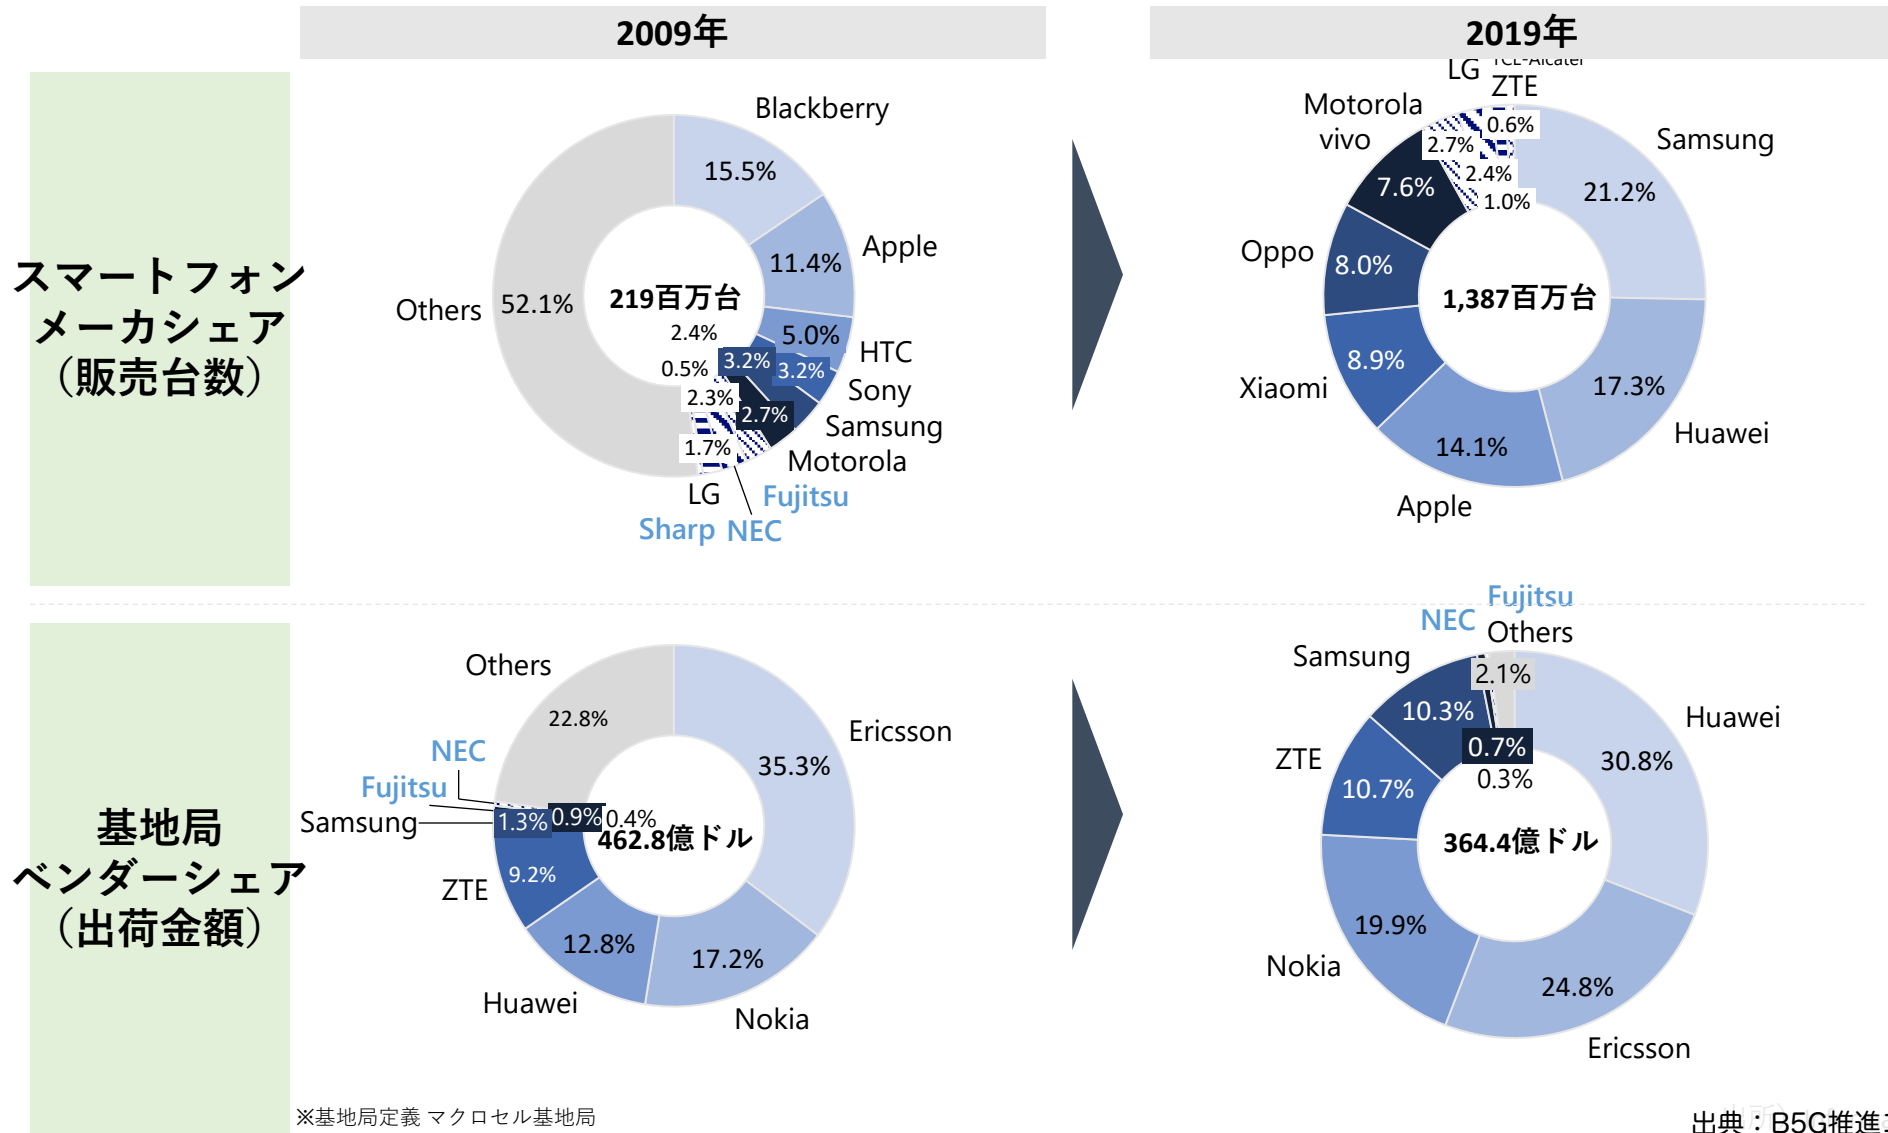 2009年
2019年
スマートフォン
メーカシェア
（販売台数）
Blackberry
15.5%
Apple
11.4%
Others
52.1%
219百万台
5.0%
HTC
2.4%
3.2%
3.2%
0.5%
Sony
2.3%
2.7%
Samsung
1.7%
Motorola
LG
Fujitsu
Sharp
NEC
LG
ZTE
Motorola
vivo
0.6%
2.7%
2.4%
1.0%
7.6%
Samsung
21.2%
Oppo
8.0%
1,387百万台
Xiaomi
8.9%
17.3%
Huawei
14.1%
Apple
基地局
ベンダーシェア
（出荷金額）
Others
22.8%
Ericsson
35.3%
NEC
Fujitsu
Samsung
1.3%
0.9%
0.4%
462.8億ドル
ZTE
9.2%
12.8%
Huawei
17.2%
Nokia
Fujitsu
NEC
Others
Samsung
2.1%
10.3%
0.7%
0.3%
Huawei
30.8%
ZTE
10.7%
364.4億ドル
19.9%
Nokia
24.8%
Ericsson
※基地局定義 マクロセル基地局
出典：B5G推進